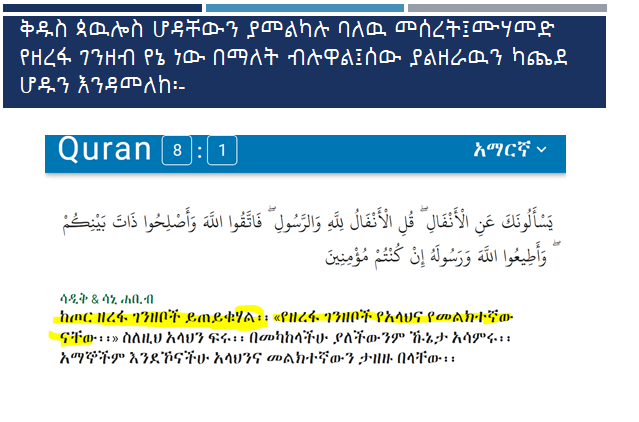 ቅዱስ ጳዉሎስ ሆዳቸውን ያመልካሉ ባለዉ መሰረት፤ሙሃመድ
የዘረፋ ገንዘብ የኔ ነው በማለት ብሉዋል፤ሰው ያልዘራዉን ካጨደ
ሆዱን እንዳመለከ፡-
Quran 8 : 1 አማርኛ
يَسْأَلُونَكَ عَنِ الْأَنْفَالِ ۖ قُلِ الْأَنْفَالُ لِلَّهِ وَالرَّسُولِ ۖ فَاتَّقُوا اللَّهَ وَأَصْلِحُوا ذَاتَ بَيْنِكُمْ
ۖ وَأَطِيعُوا اللَّهَ وَرَسُولَهُ إِنْ كُنْتُمْ مُؤْمِنِينَ
ሳዲቅ & ሳኒ ሐቢብ
ከጦር ዘረፋ ገንዘቦች ይጠይቁሃል፡፡ «የዘረፋ ገንዘቦች የአላህና የመልክተኛው
ናቸው፡፡» ስለዚህ አላህን ፍሩ፡፡ በመካከላችሁ ያለችውንም ኹኔታ አሳምሩ፡፡
አማኞችም እንደኾናችሁ አላህንና መልክተኛውን ታዘዙ በላቸው፡፡